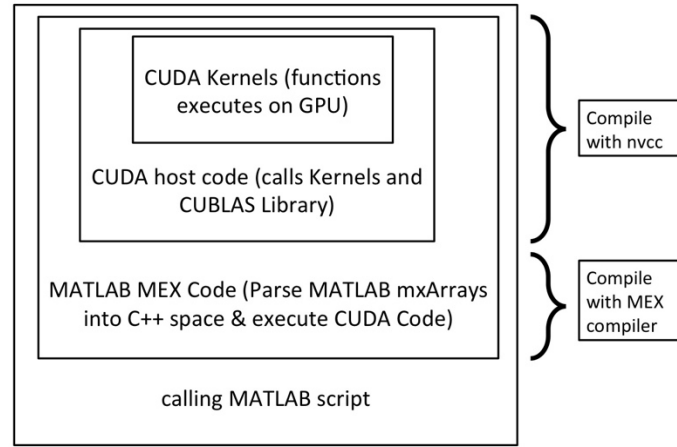 CUDA Kernels (functions
executes on GPU)
CUDA host code (calls Kernels and
CUBLAS Library)
MATLAB MEX Code (Parse MATLAB mxArrays
into C++ space & execute CUDA Code)
calling MATLAB script
Compile
with nvcc
Compile
with MEX
compiler